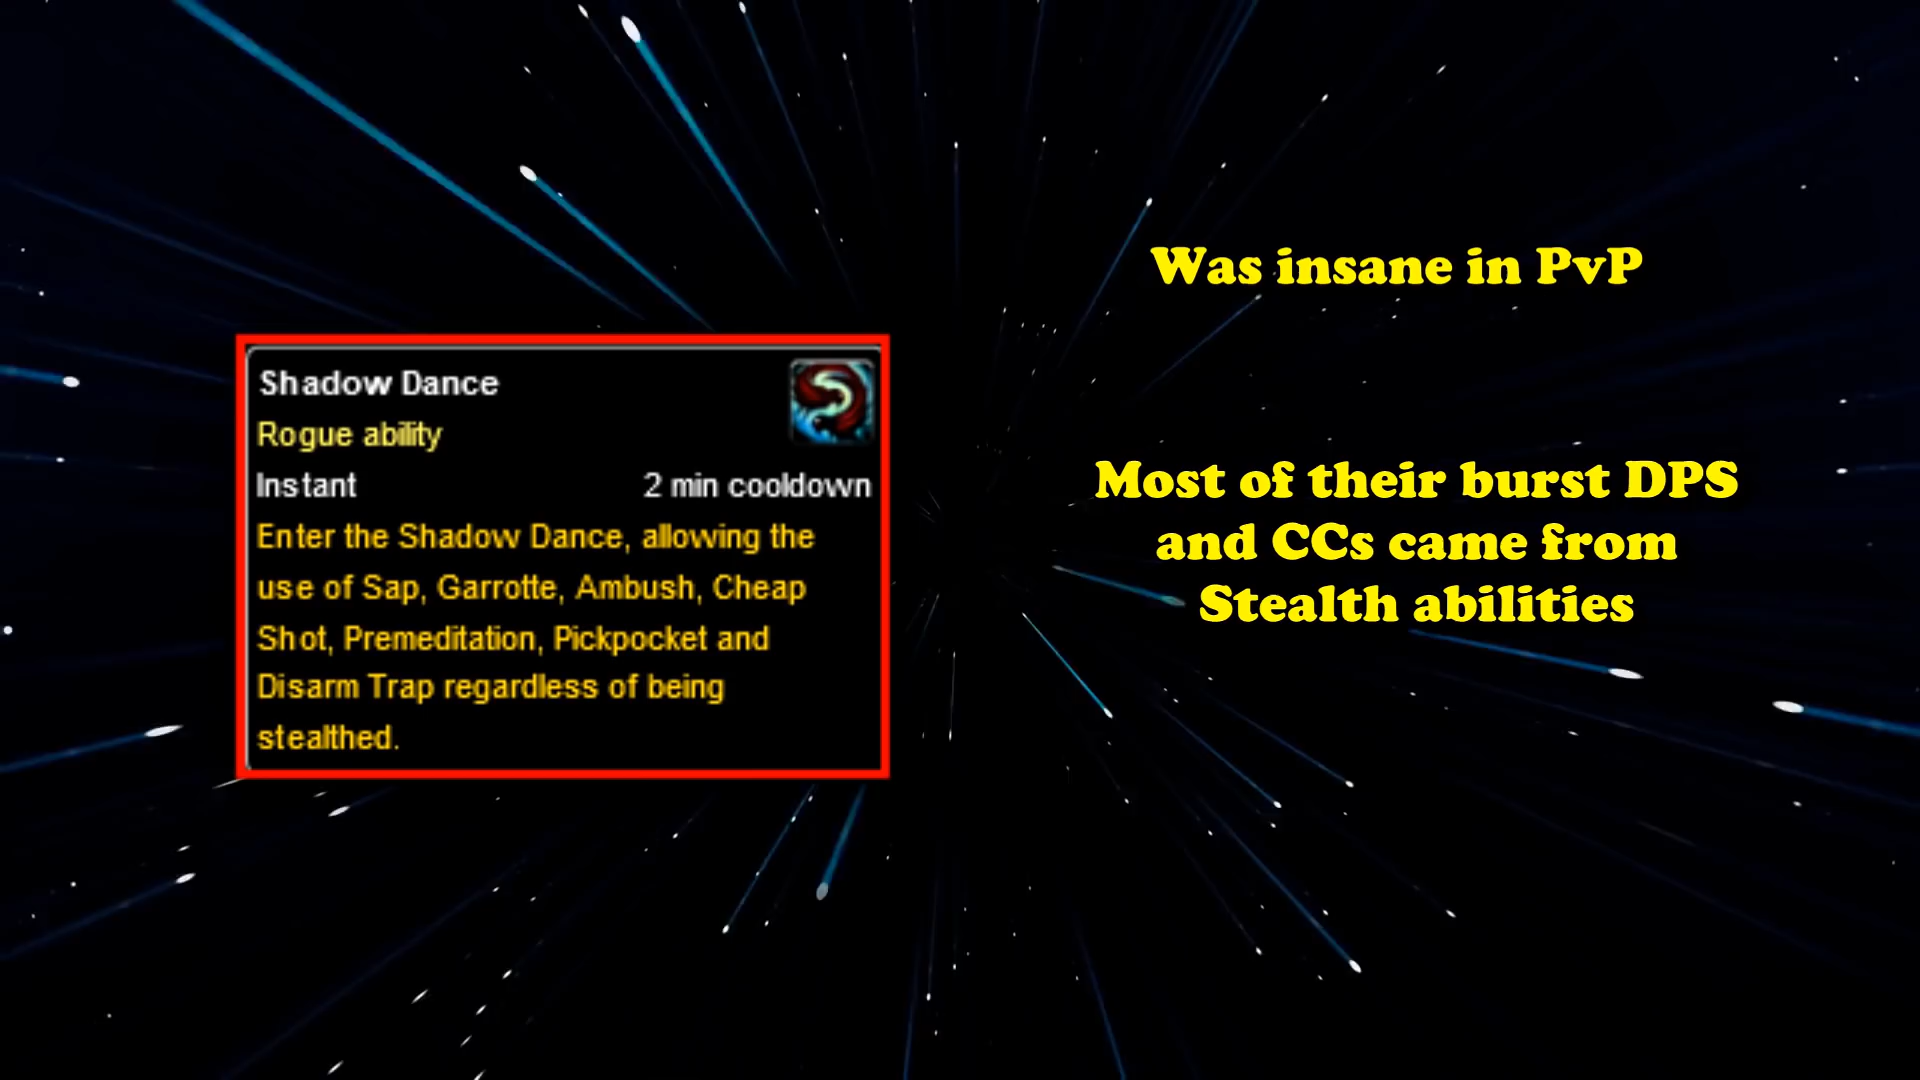 Shadow Dance
Rogue ability
Instant 2 min cooldown
Enter the Shadow Dance, allowing the
use of Sap, Garrotte, Ambush, Cheap
Shot, Premeditation, Pickpocket and
Disarm Trap regardless of being
stealthed.
Was insane in PvP
Most of their burst DPS
and CCs came from
Stealth abilities